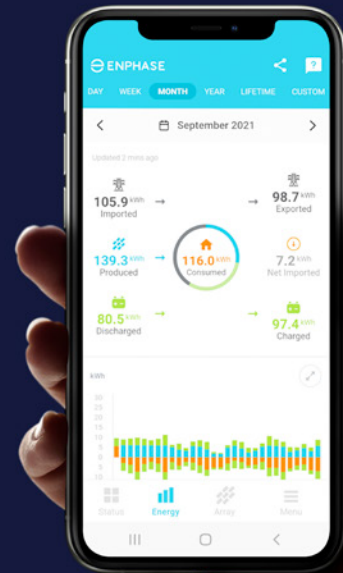 ENPHASE
?
DAY WEEK MONTH YEAR LIFETIME CUSTOM
September 2021
Updated 2 mins ago
105.9 kWh 98.7 kWh
Imported Exported
139.3 kWh 116.0 kWh 7.2 kWh
Produced Consumed Net Imported
80.5 kWh 97.4 kWh
Discharged Charged
kWh
30
25
20
15
10
5
0
5
10
Status Energy Array Menu